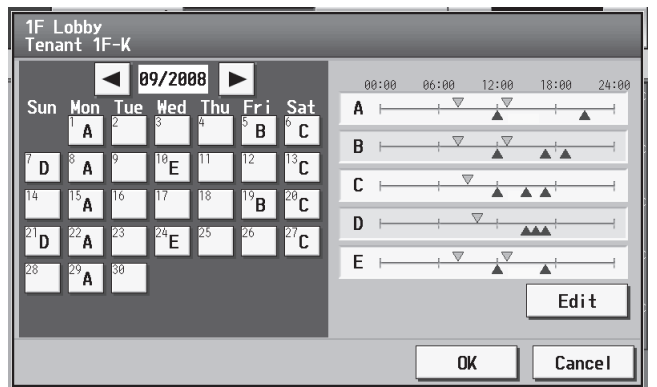 1F Lobby
Tenant 1F-K
09/2008
Sun Mon Tue Wed Thu Fri Sat
1 A 2 3 4 5 B 6 C
7 D 8 A 9 10 E 11 12 13 C
14 15 A 16 17 18 19 B 20 C
21 D 22 A 23 24 E 25 26 27 C
28 29 A 30
00:00 06:00 12:00 18:00 24:00
A
B
C
D
E
Edit
OK Cancel